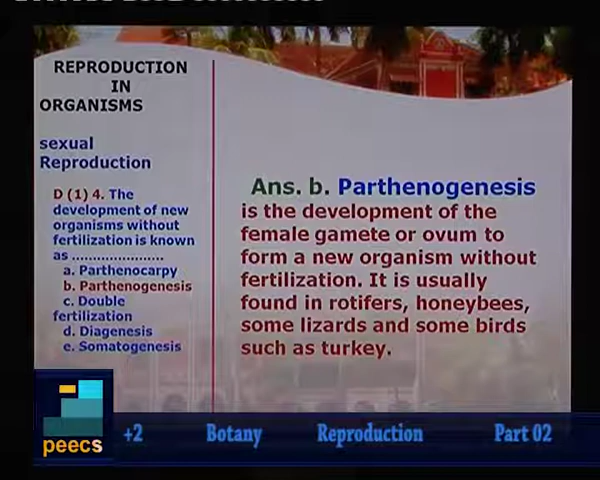 REPRODUCTION
IN
ORGANISMS
sexual
Reproduction
D (1) 4. The
development of new
organisms without
fertilization is known
as ......................
a. Parthenocarpy
b. Parthenogenesis
c. Double
fertilization
d. Diagenesis
e. Somatogenesis
Ans. b. Parthenogenesis
is the development of the
female gamete or ovum to
form a new organism without
fertilization. It is usually
found in rotifers, honeybees,
some lizards and some birds
such as turkey.
peecs
+2 Botany Reproduction Part 02